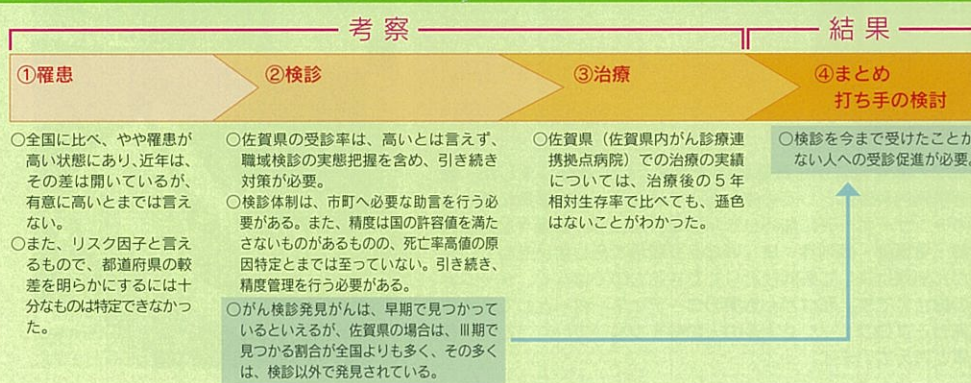 考察
結果
①罹患
②検診
③治療
④まとめ
打ち手の検討
○全国に比べ、やや罹患が
高い状態にあり、近年は、
その差は開いているが、
有意に高いとまでは言え
ない。
○また、リスク因子と言え
るもので、都道府県の較
差を明らかにするには十
分なものは特定できなかっ
た。
○佐賀県の受診率は、高いとは言えず、
職域検診の実態把握を含め、引き続き
対策が必要。
○検診体制は、市町へ必要な助言を行う必
要がある。また、精度は国の許容値を満た
さないものがあるものの、死亡率高値の原
因特定とまでは至っていない。引き続き、
精度管理を行う必要がある。
○がん検診発見がんは、早期で見つかって
いるといえるが、佐賀県の場合は、Ⅲ期で
見つかる割合が全国よりも多く、その多く
は、検診以外で発見されている。
○佐賀県（佐賀県内がん診療連
携拠点病院）での治療の実績
については、治療後の５年
相対生存率で比べても、遜色
はないことがわかった。
○検診を今まで受けたことが
ない人への受診促進が必要。